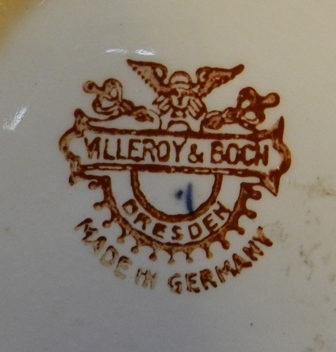 VILLEROY & BOCH
DRESDEN
MADE IN GERMANY